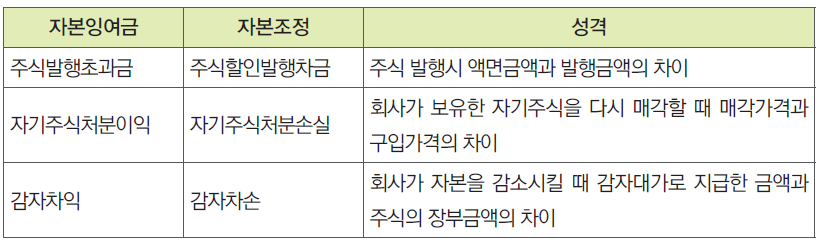 자본잉여금 자본조정 성격
주식발행초과금 주식할인발행차금 주식 발행시 액면금액과 발행금액의 차이
자기주식처분이익 자기주식처분손실 회사가 보유한 자기주식을 다시 매각할 때 매각가격과
구입가격의 차이
감자차익 감자차손 회사가 자본을 감소시킬 때 감자대가로 지급한 금액과
주식의 장부금액의 차이